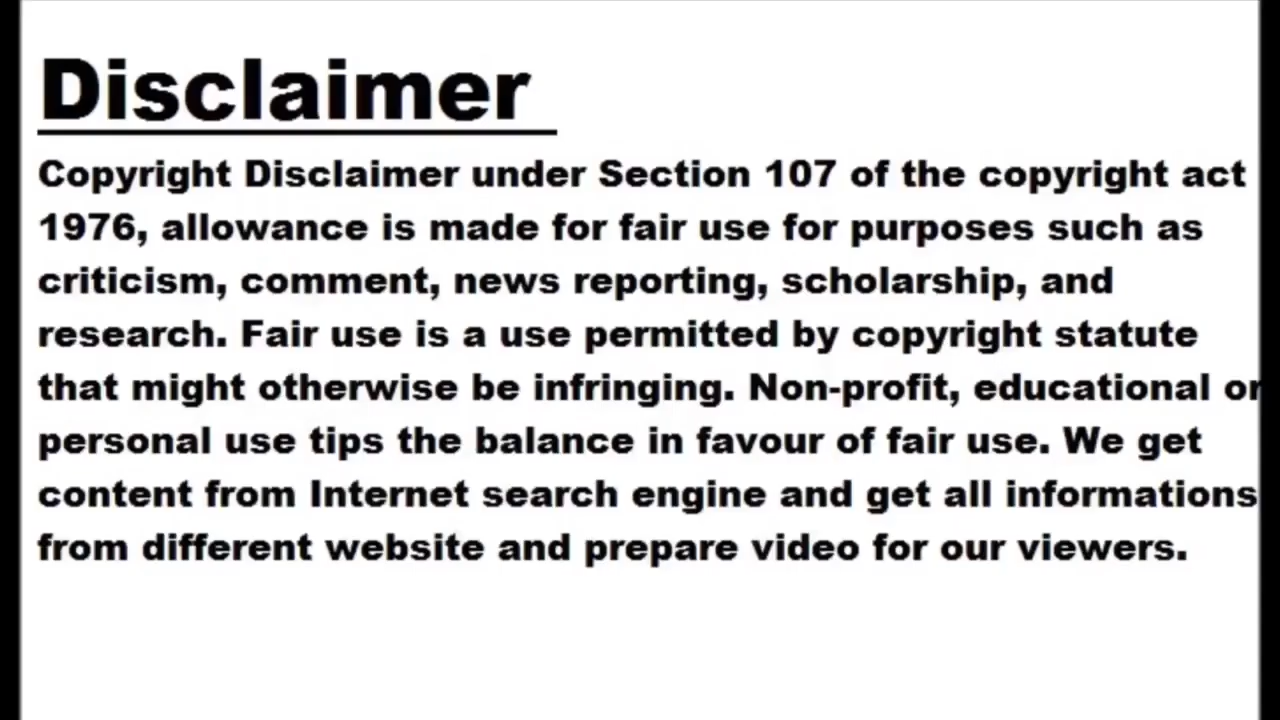 Disclaimer
Copyright Disclaimer under Section 107 of the copyright act
1976, allowance is made for fair use for purposes such as
criticism, comment, news reporting, scholarship, and
research. Fair use is a use permitted by copyright statute
that might otherwise be infringing. Non-profit, educational or
personal use tips the balance in favour of fair use. We get
content from Internet search engine and get all informations
from different website and prepare video for our viewers.